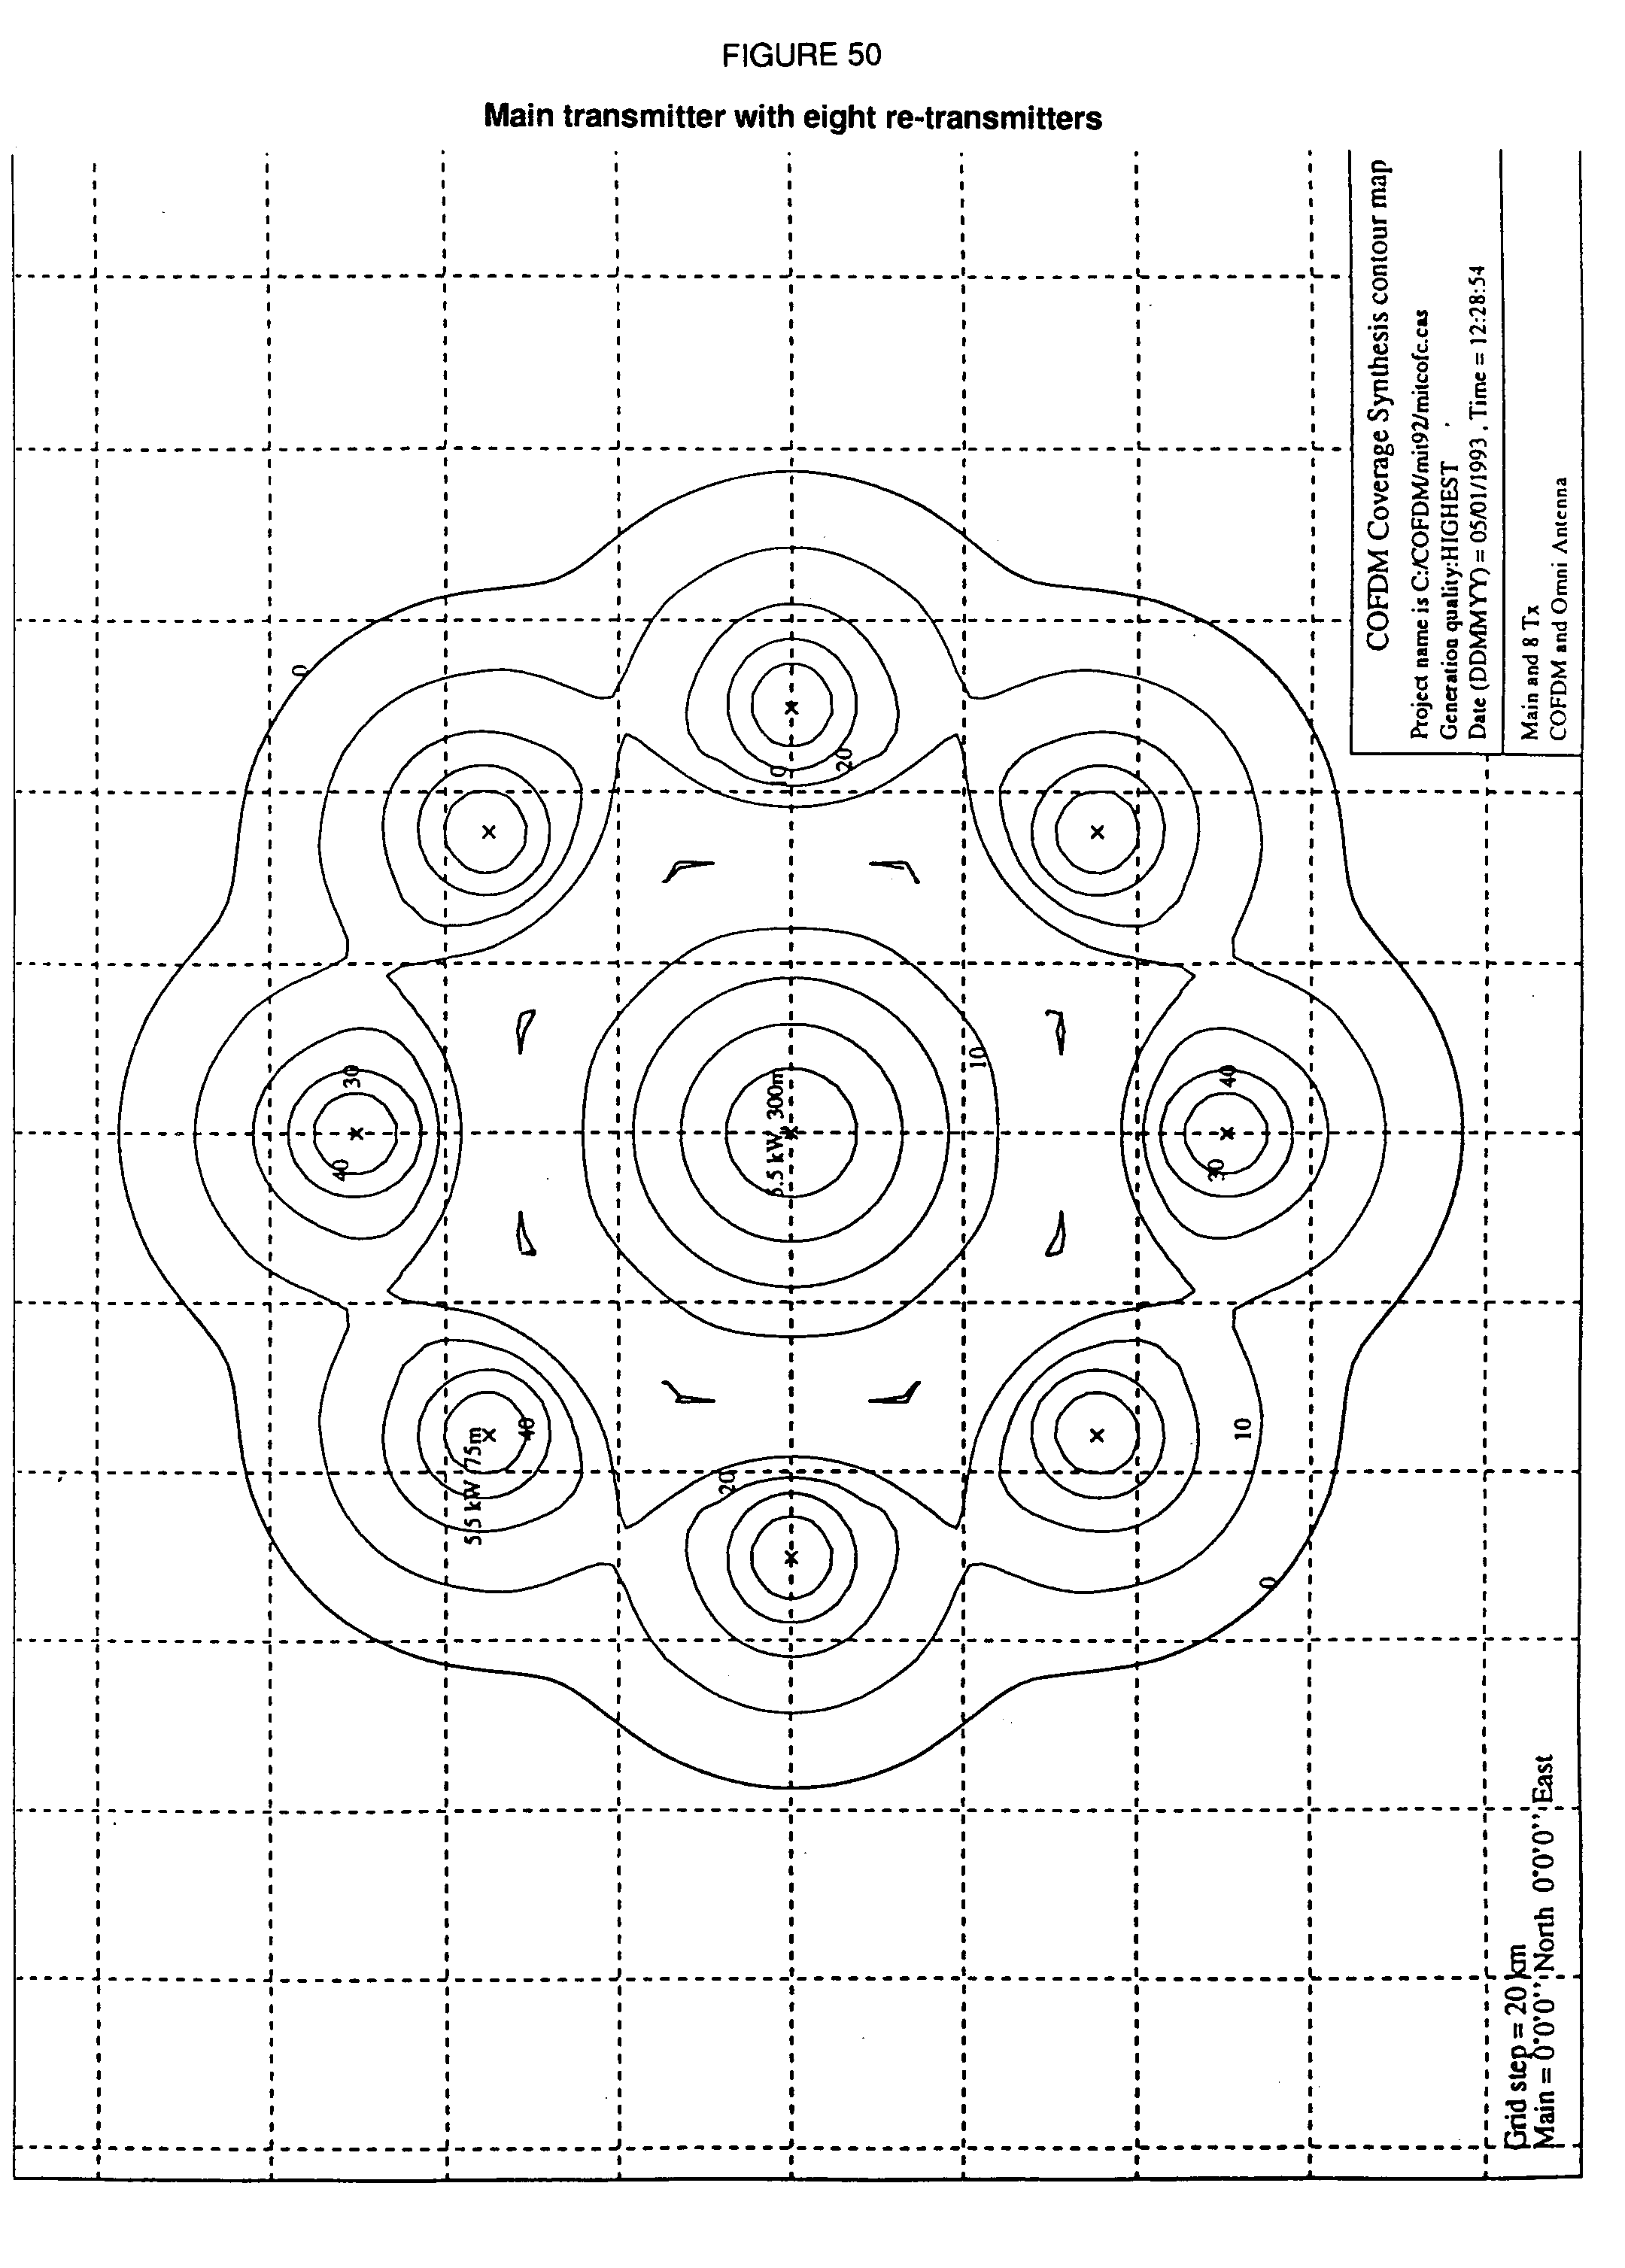 FIGURE 50
Main transmitter with eight re-transmitters
COFDM Coverage Synthesis contour map
Project name is C:/COFDM/mit92/mitcofc.cas
Generation quality:HIGHEST
Date (DDMMYY) = 05/01/1993, Time = 12:28:54
Main and 8 Tx
COFDM and Omni Antenna
0
10
20
30
40
10
40
30
kW 300m
40
5.5 kW 75m
20
10
0
Grid step = 20 km
Main = 0°0'0'' North 0°0'0'' East